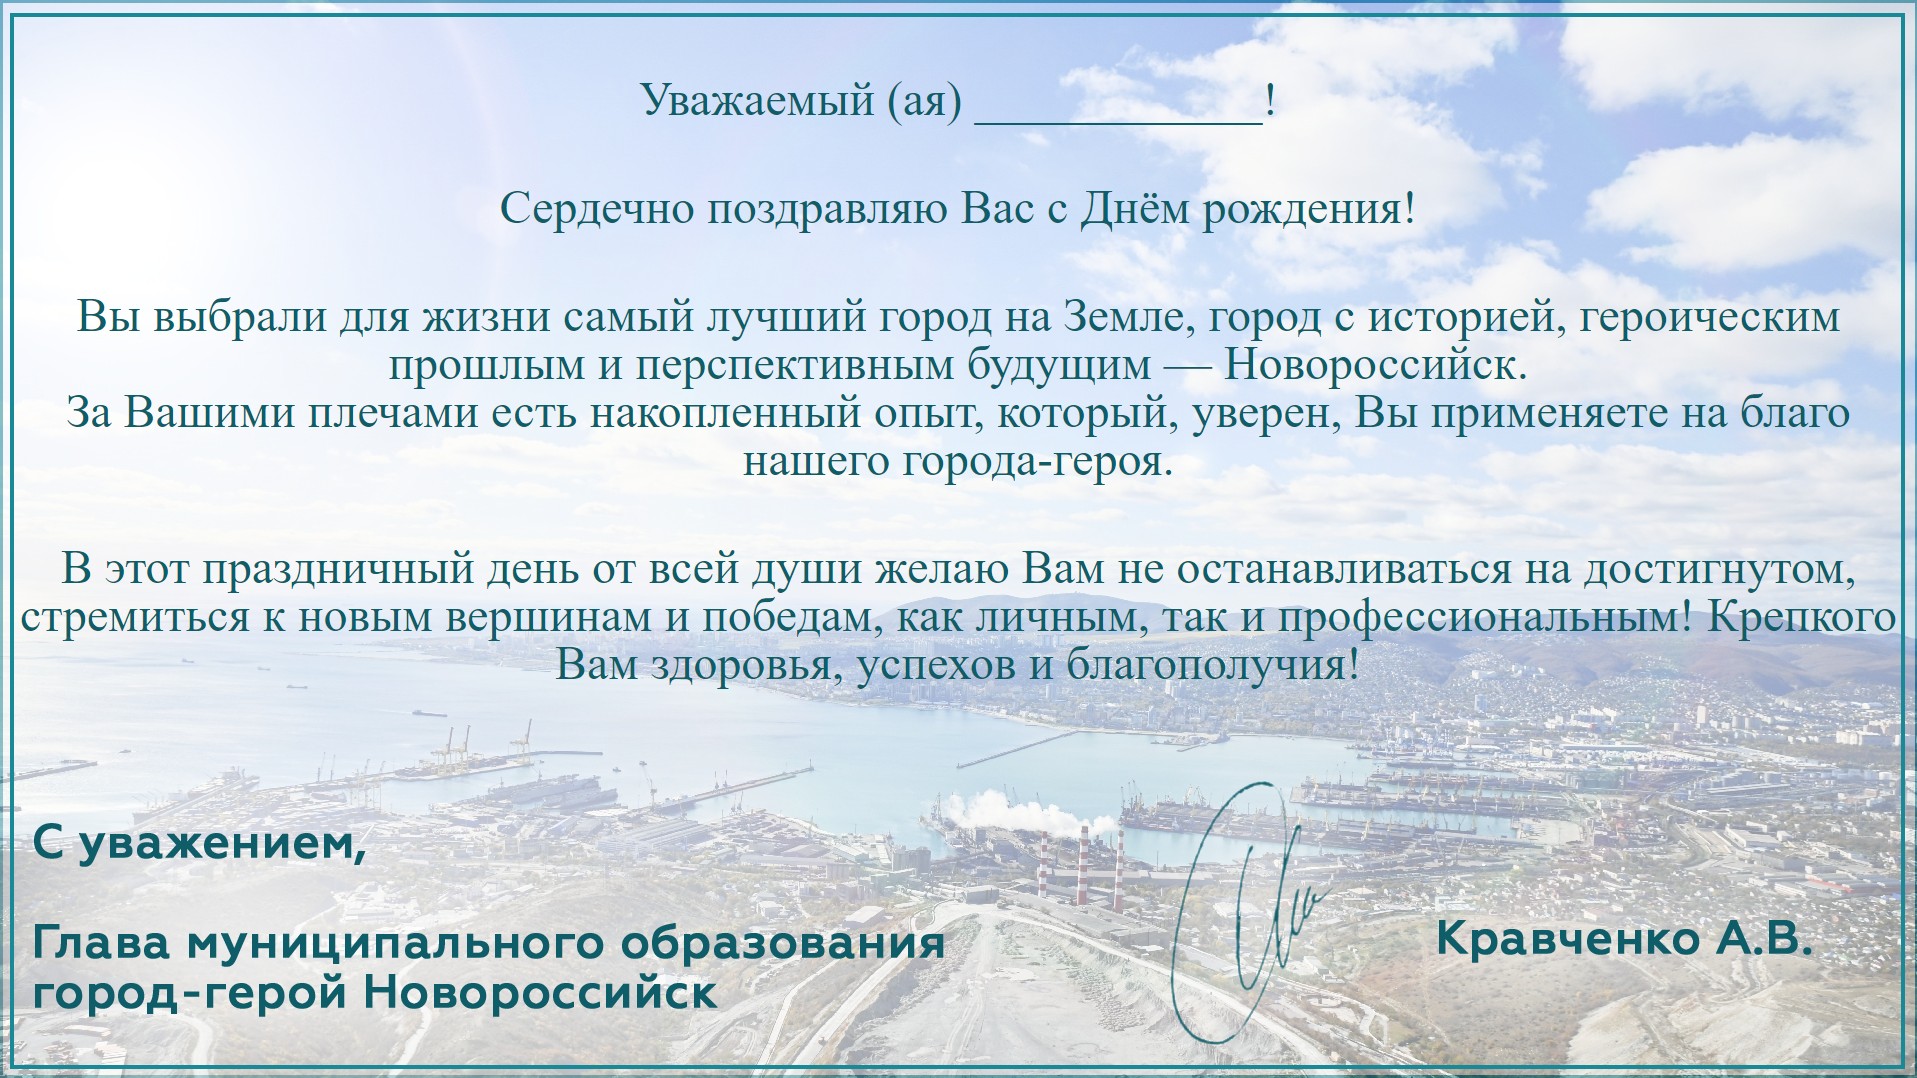 Уважаемый (ая) ____________!
Сердечно поздравляю Вас с Днём рождения!
Вы выбрали для жизни самый лучший город на Земле, город с историей, героическим
прошлым и перспективным будущим — Новороссийск.
За Вашими плечами есть накопленный опыт, который, уверен, Вы применяете на благо
нашего города-героя.
В этот праздничный день от всей души желаю Вам не останавливаться на достигнутом,
стремиться к новым вершинам и победам, как личным, так и профессиональным! Крепкого
Вам здоровья, успехов и благополучия!
С уважением,
Глава муниципального образования
город-герой Новороссийск
Кравченко А.В.